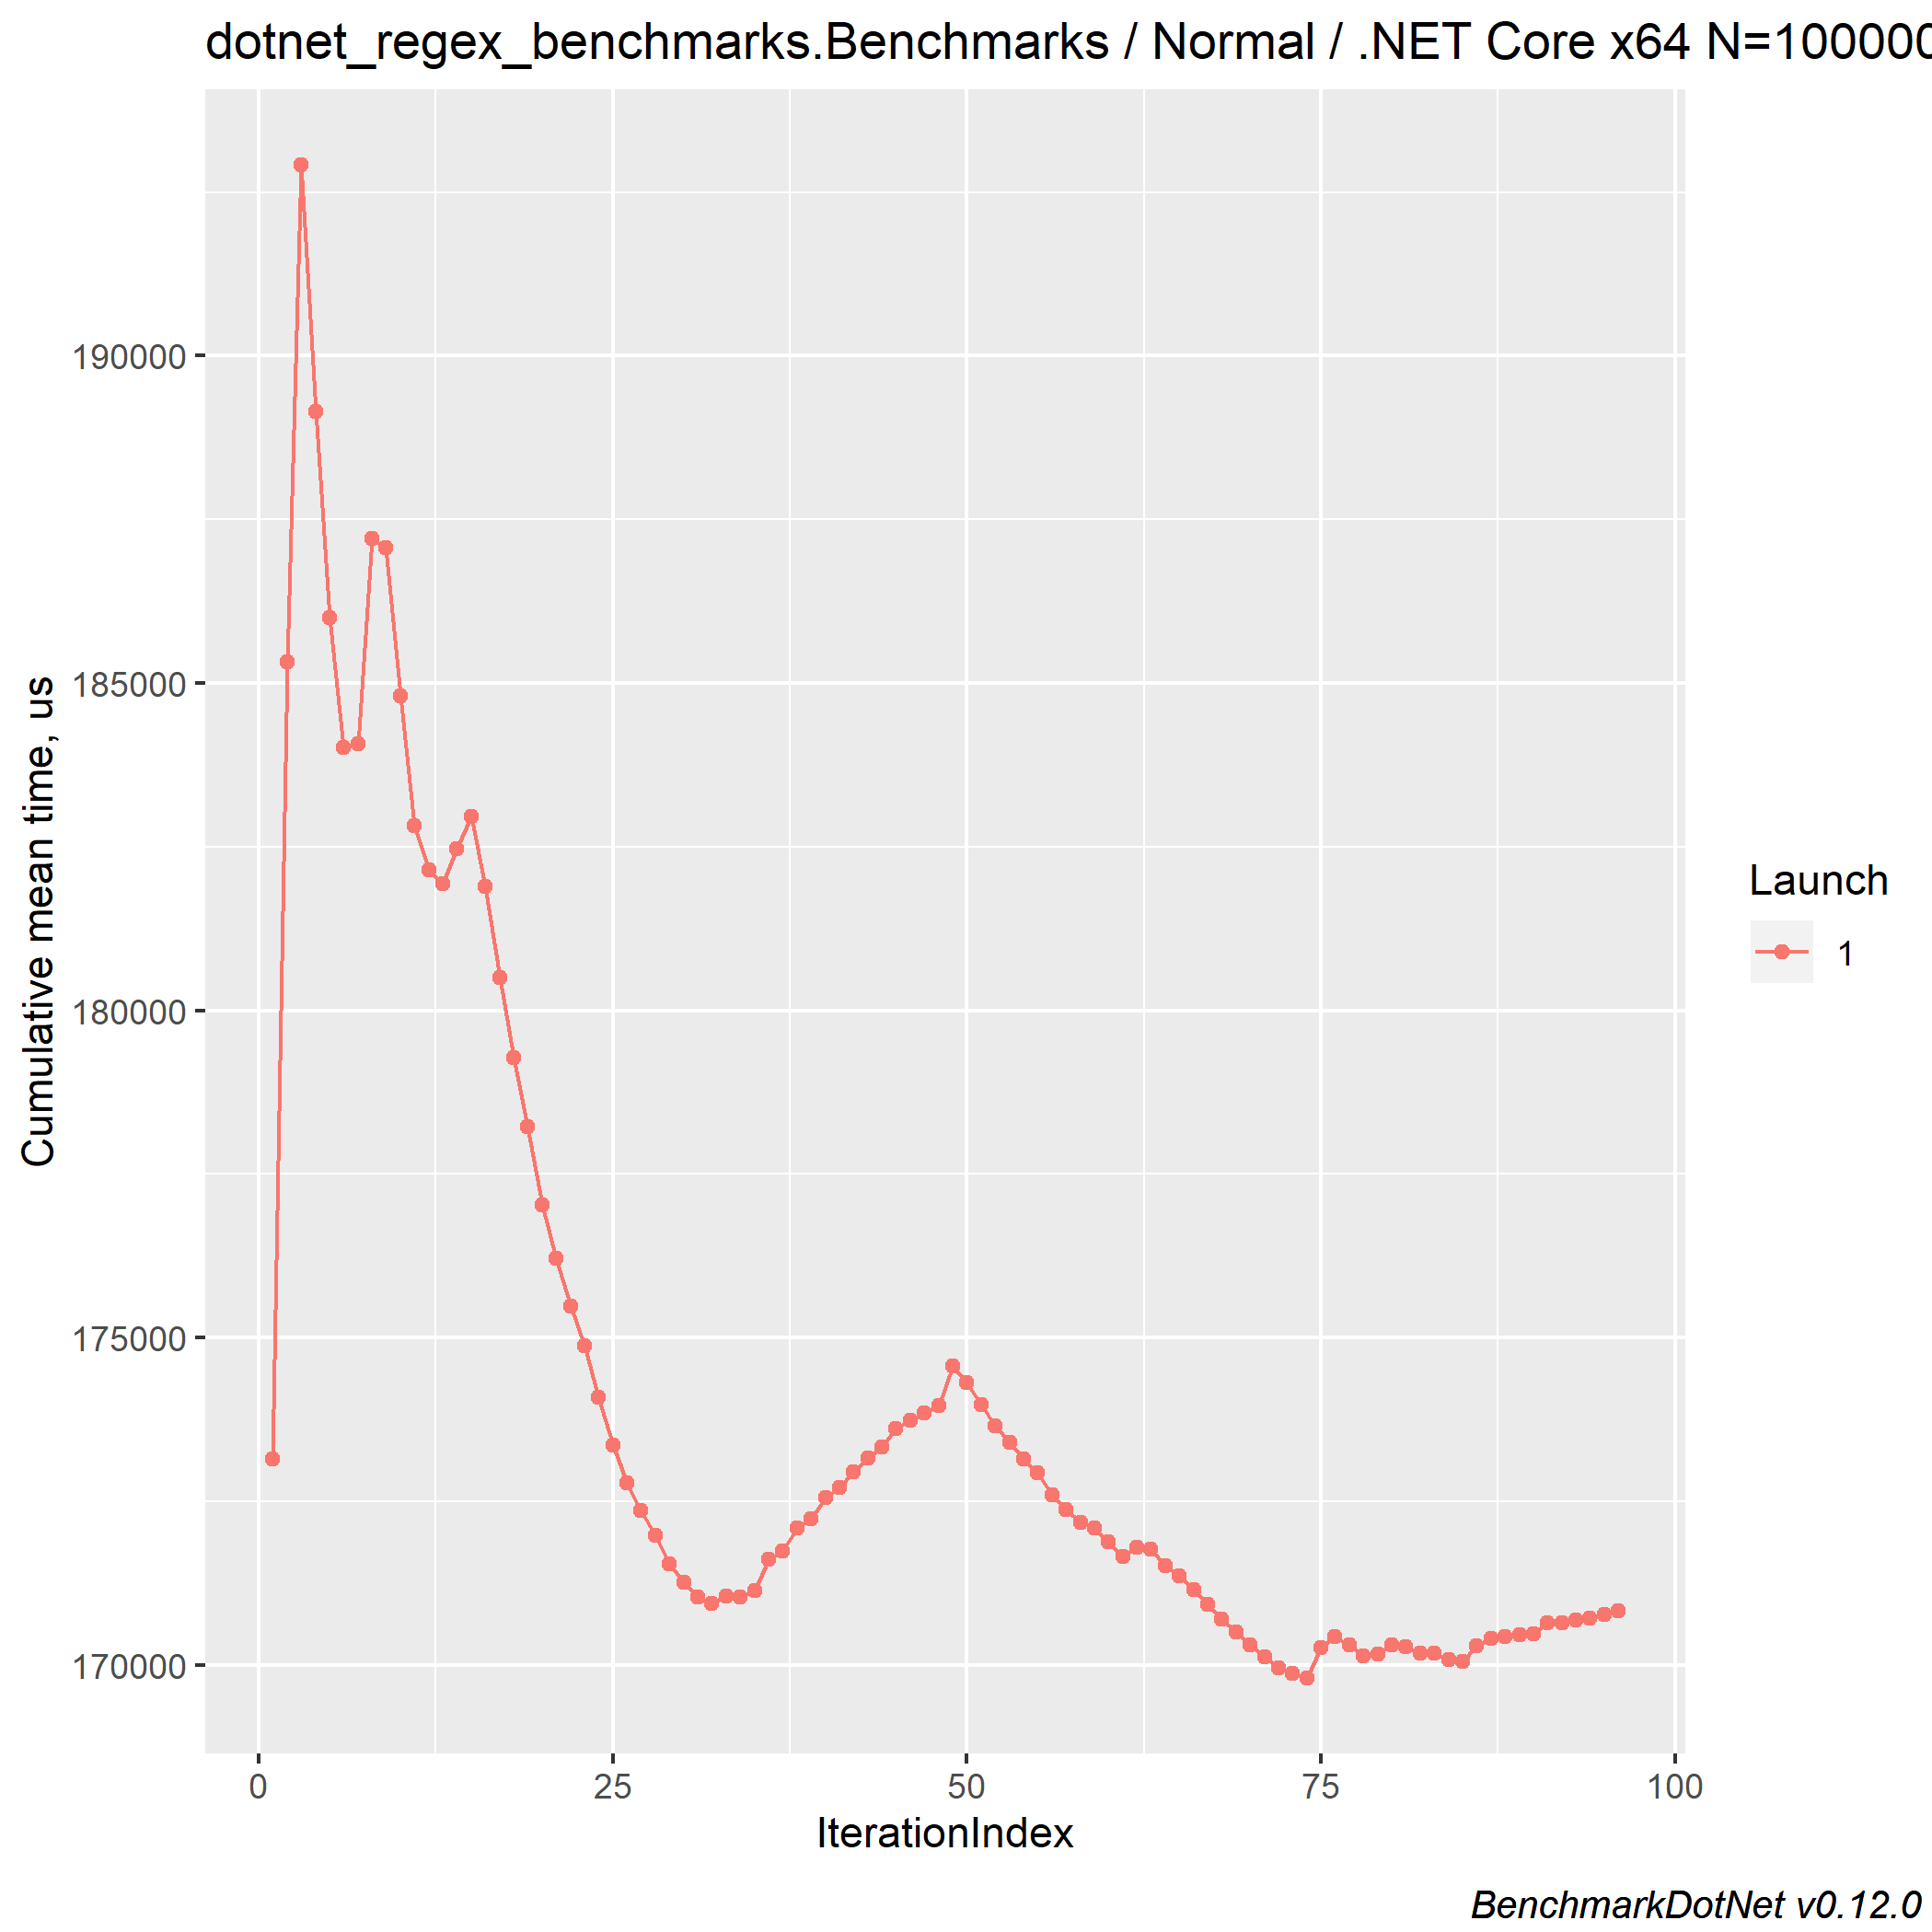 dotnet_regex_benchmarks.Benchmarks / Normal / .NET Core x64 N=100000
Cumulative mean time, us
190000
185000
180000
175000
170000
0 25 50 75 100
IterationIndex
Launch
1
BenchmarkDotNet v0.12.0